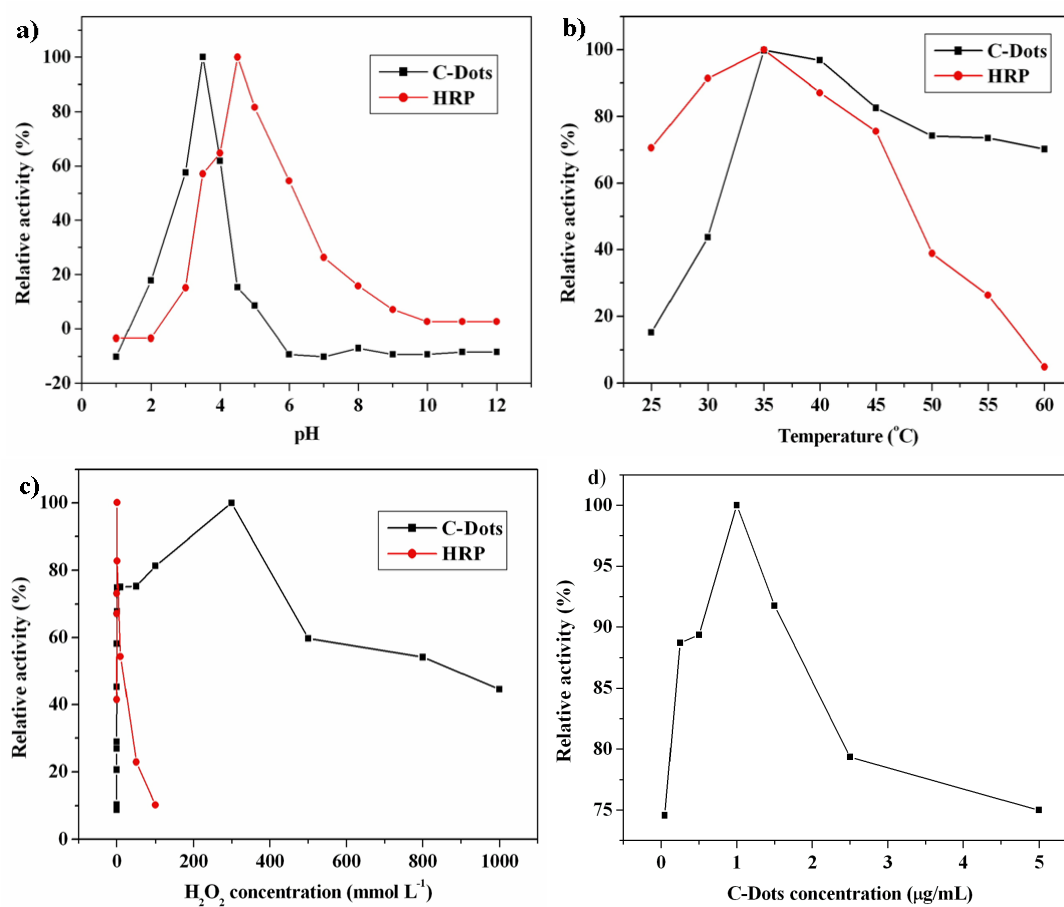 a)
C-Dots
HRP
Relative activity (%)
100
80
60
40
20
0
-20
0 2 4 6 8 10 12
pH
b)
C-Dots
HRP
Relative activity (%)
100
80
60
40
20
0
25 30 35 40 45 50 55 60
Temperature (°C)
c)
C-Dots
HRP
Relative activity (%)
100
80
60
40
20
0
0 200 400 600 800 1000
H₂O₂ concentration (mmol L⁻¹)
d)
Relative activity (%)
100
95
90
85
80
75
0 1 2 3 4 5
C-Dots concentration (μg/mL)